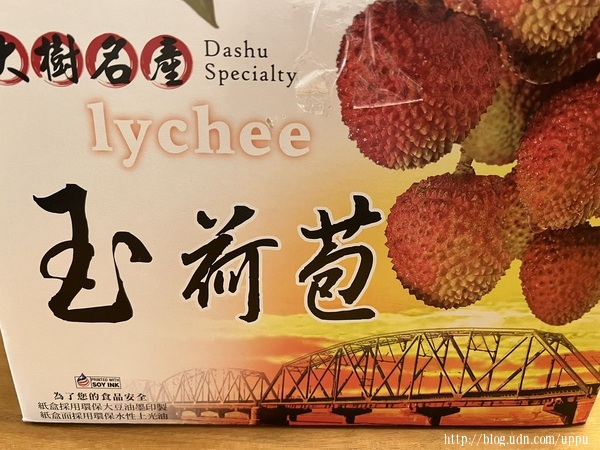 大樹名產
Dashu
Specialty
lychee
玉荷苞
PRINTED WITH
SOY INK
為了您的食品安全
紙盒採用環保大豆油墨印製
紙盒面採用環保水性上光油
http://blog.udn.com/uppu